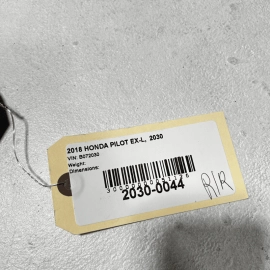 2018 HONDA PILOT EX-L, 2030
VIN: B072030
Weight:
Dimensions:
2030-0044
R/R